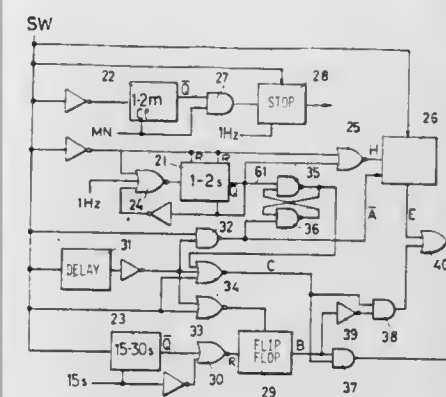 SW
22
27
28
1-2m
Q̄
CP
STOP
26
MN
1Hz
25
21
R R
H
1-2s
Q
61
35
1Hz
24
36
Ā
E
32
31
DELAY
C
40
34
23
33
39
38
15-30s
Q̄
FLIP
FLOP
B
15s
30
R
29
37